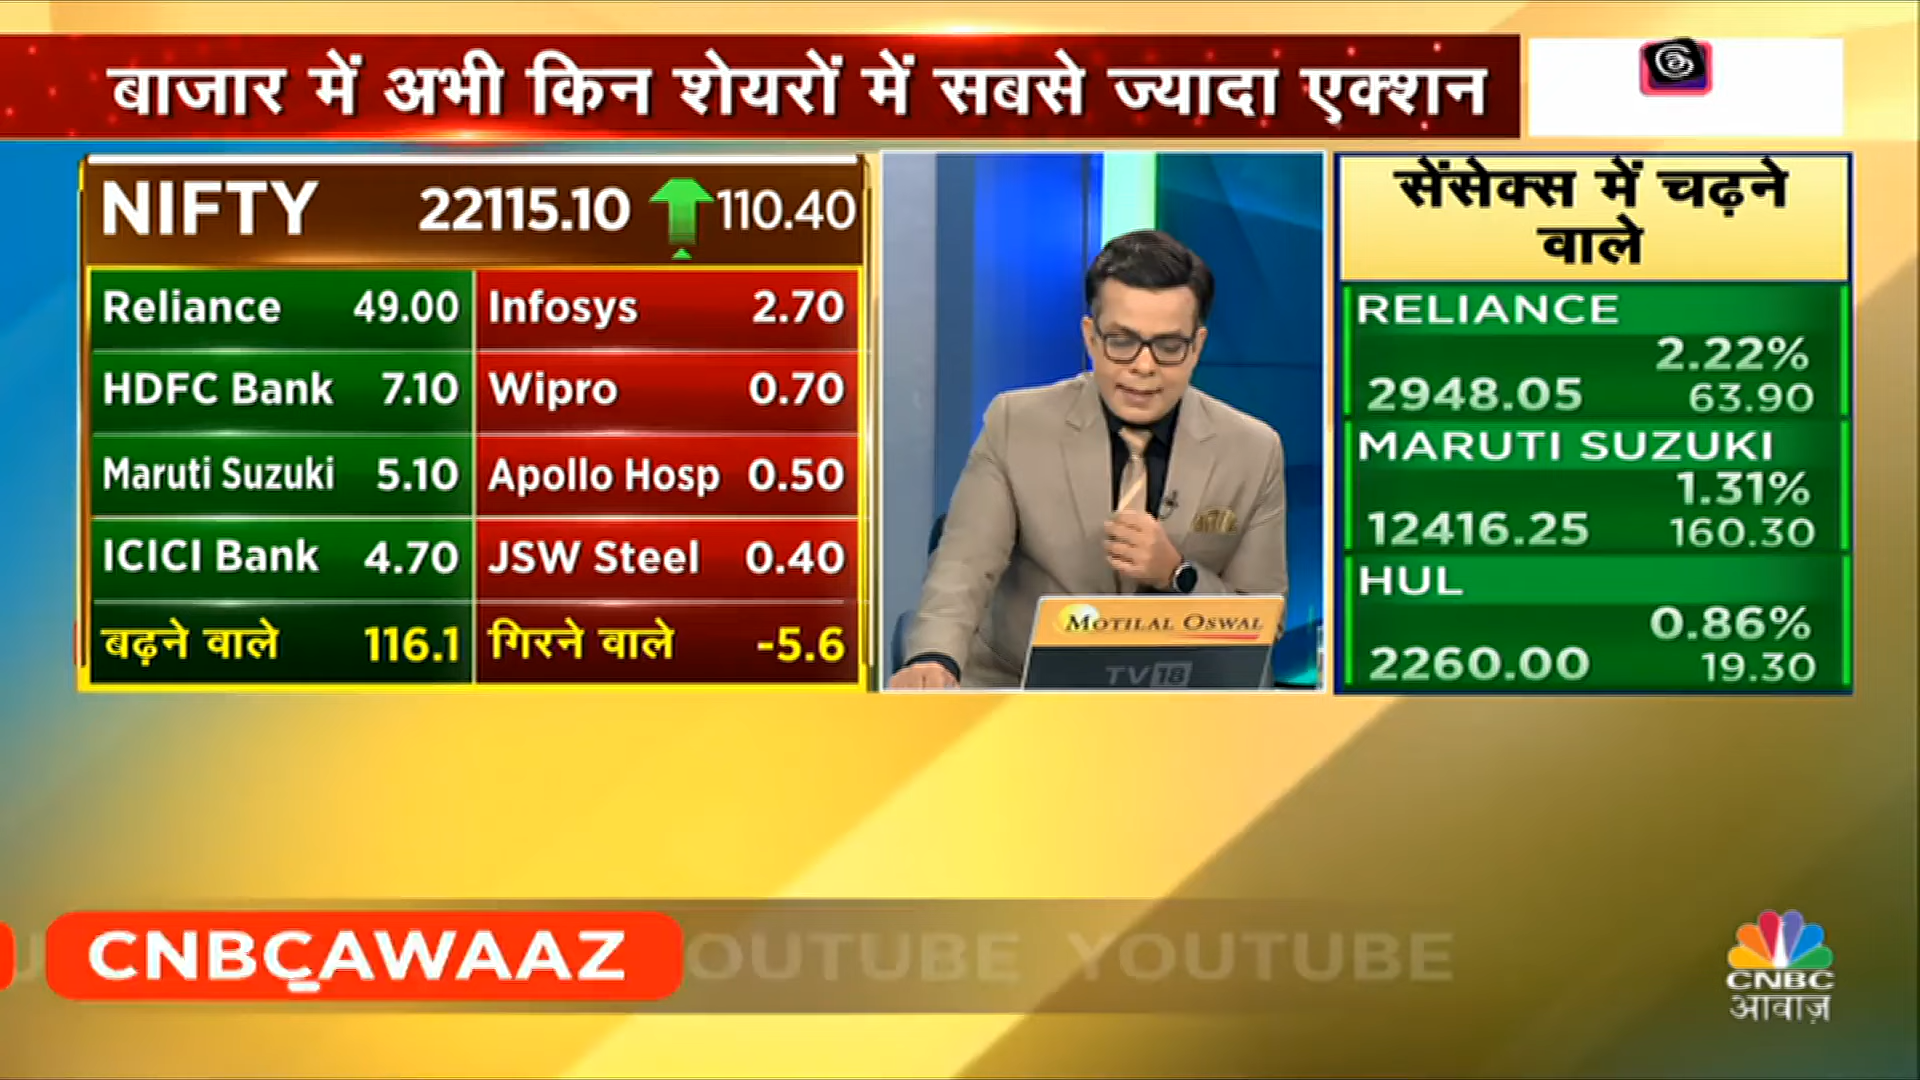 बाजार में अभी किन शेयरों में सबसे ज्यादा एक्शन
NIFTY 22115.10 110.40
Reliance 49.00 Infosys 2.70
HDFC Bank 7.10 Wipro 0.70
Maruti Suzuki 5.10 Apollo Hosp 0.50
ICICI Bank 4.70 JSW Steel 0.40
बढ़ने वाले 116.1 गिरने वाले -5.6
MOTILAL OSWAL
TV18
सेंसेक्स में चढ़ने
वाले
RELIANCE
2.22%
2948.05 63.90
MARUTI SUZUKI
1.31%
12416.25 160.30
HUL
0.86%
2260.00 19.30
CNBC AWAAZ
YOUTUBE
CNBC
आवाज़